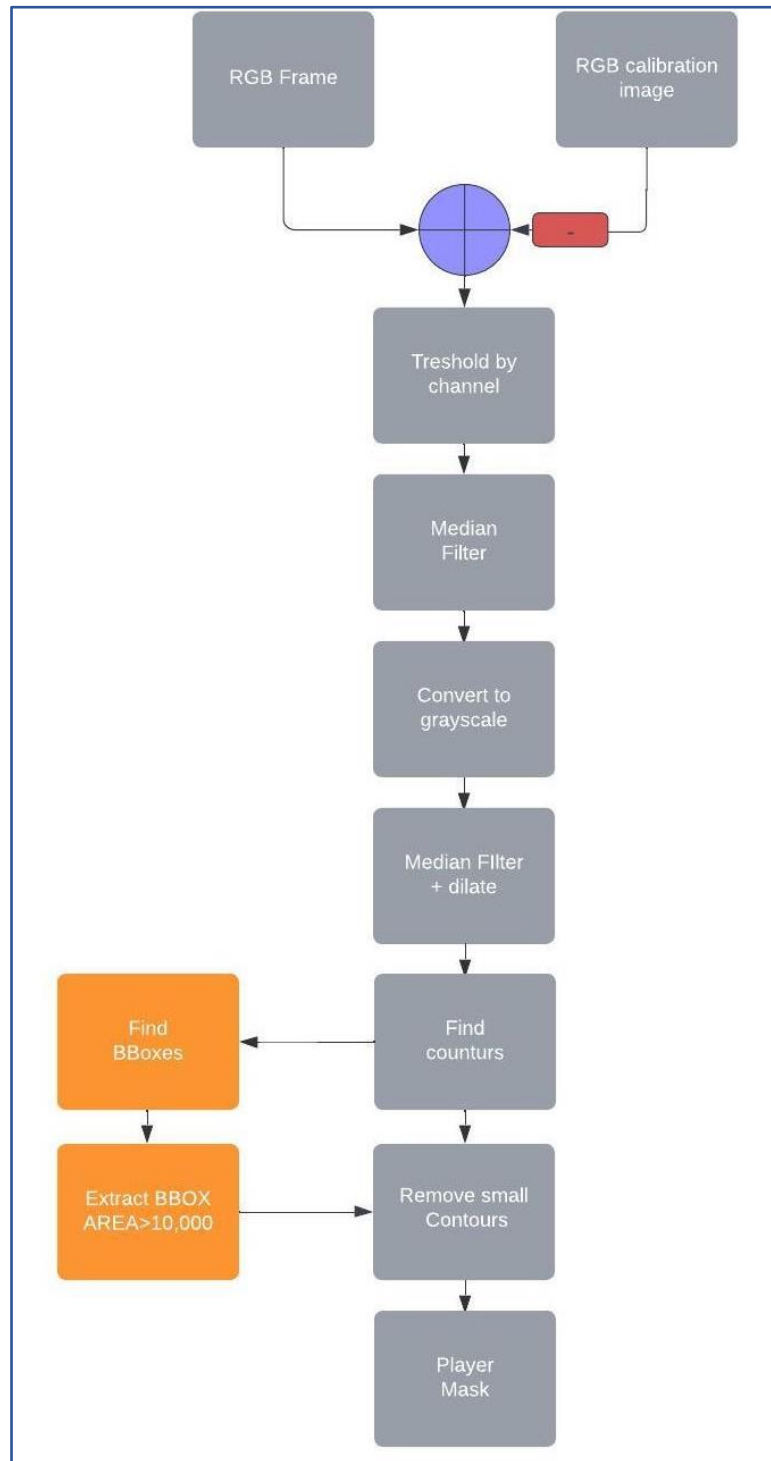 RGB Frame
RGB calibration
image
-
Treshold by
channel
Median
Filter
Convert to
grayscale
Median FIlter
+ dilate
Find
BBoxes
Find
counturs
Extract BBOX
AREA>10,000
Remove small
Contours
Player
Mask